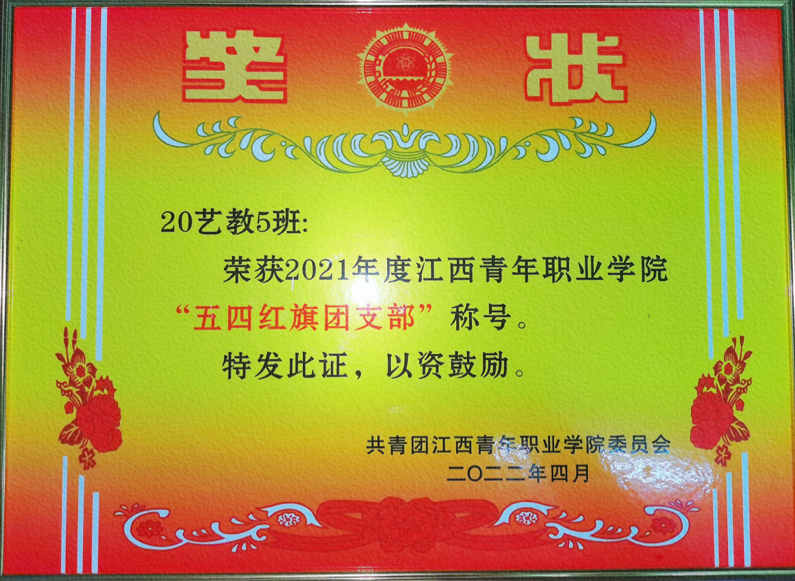 奖 状
20艺教5班:
荣获2021年度江西青年职业学院
“五四红旗团支部”称号。
特发此证，以资鼓励。
共青团江西青年职业学院委员会
二〇二二年四月